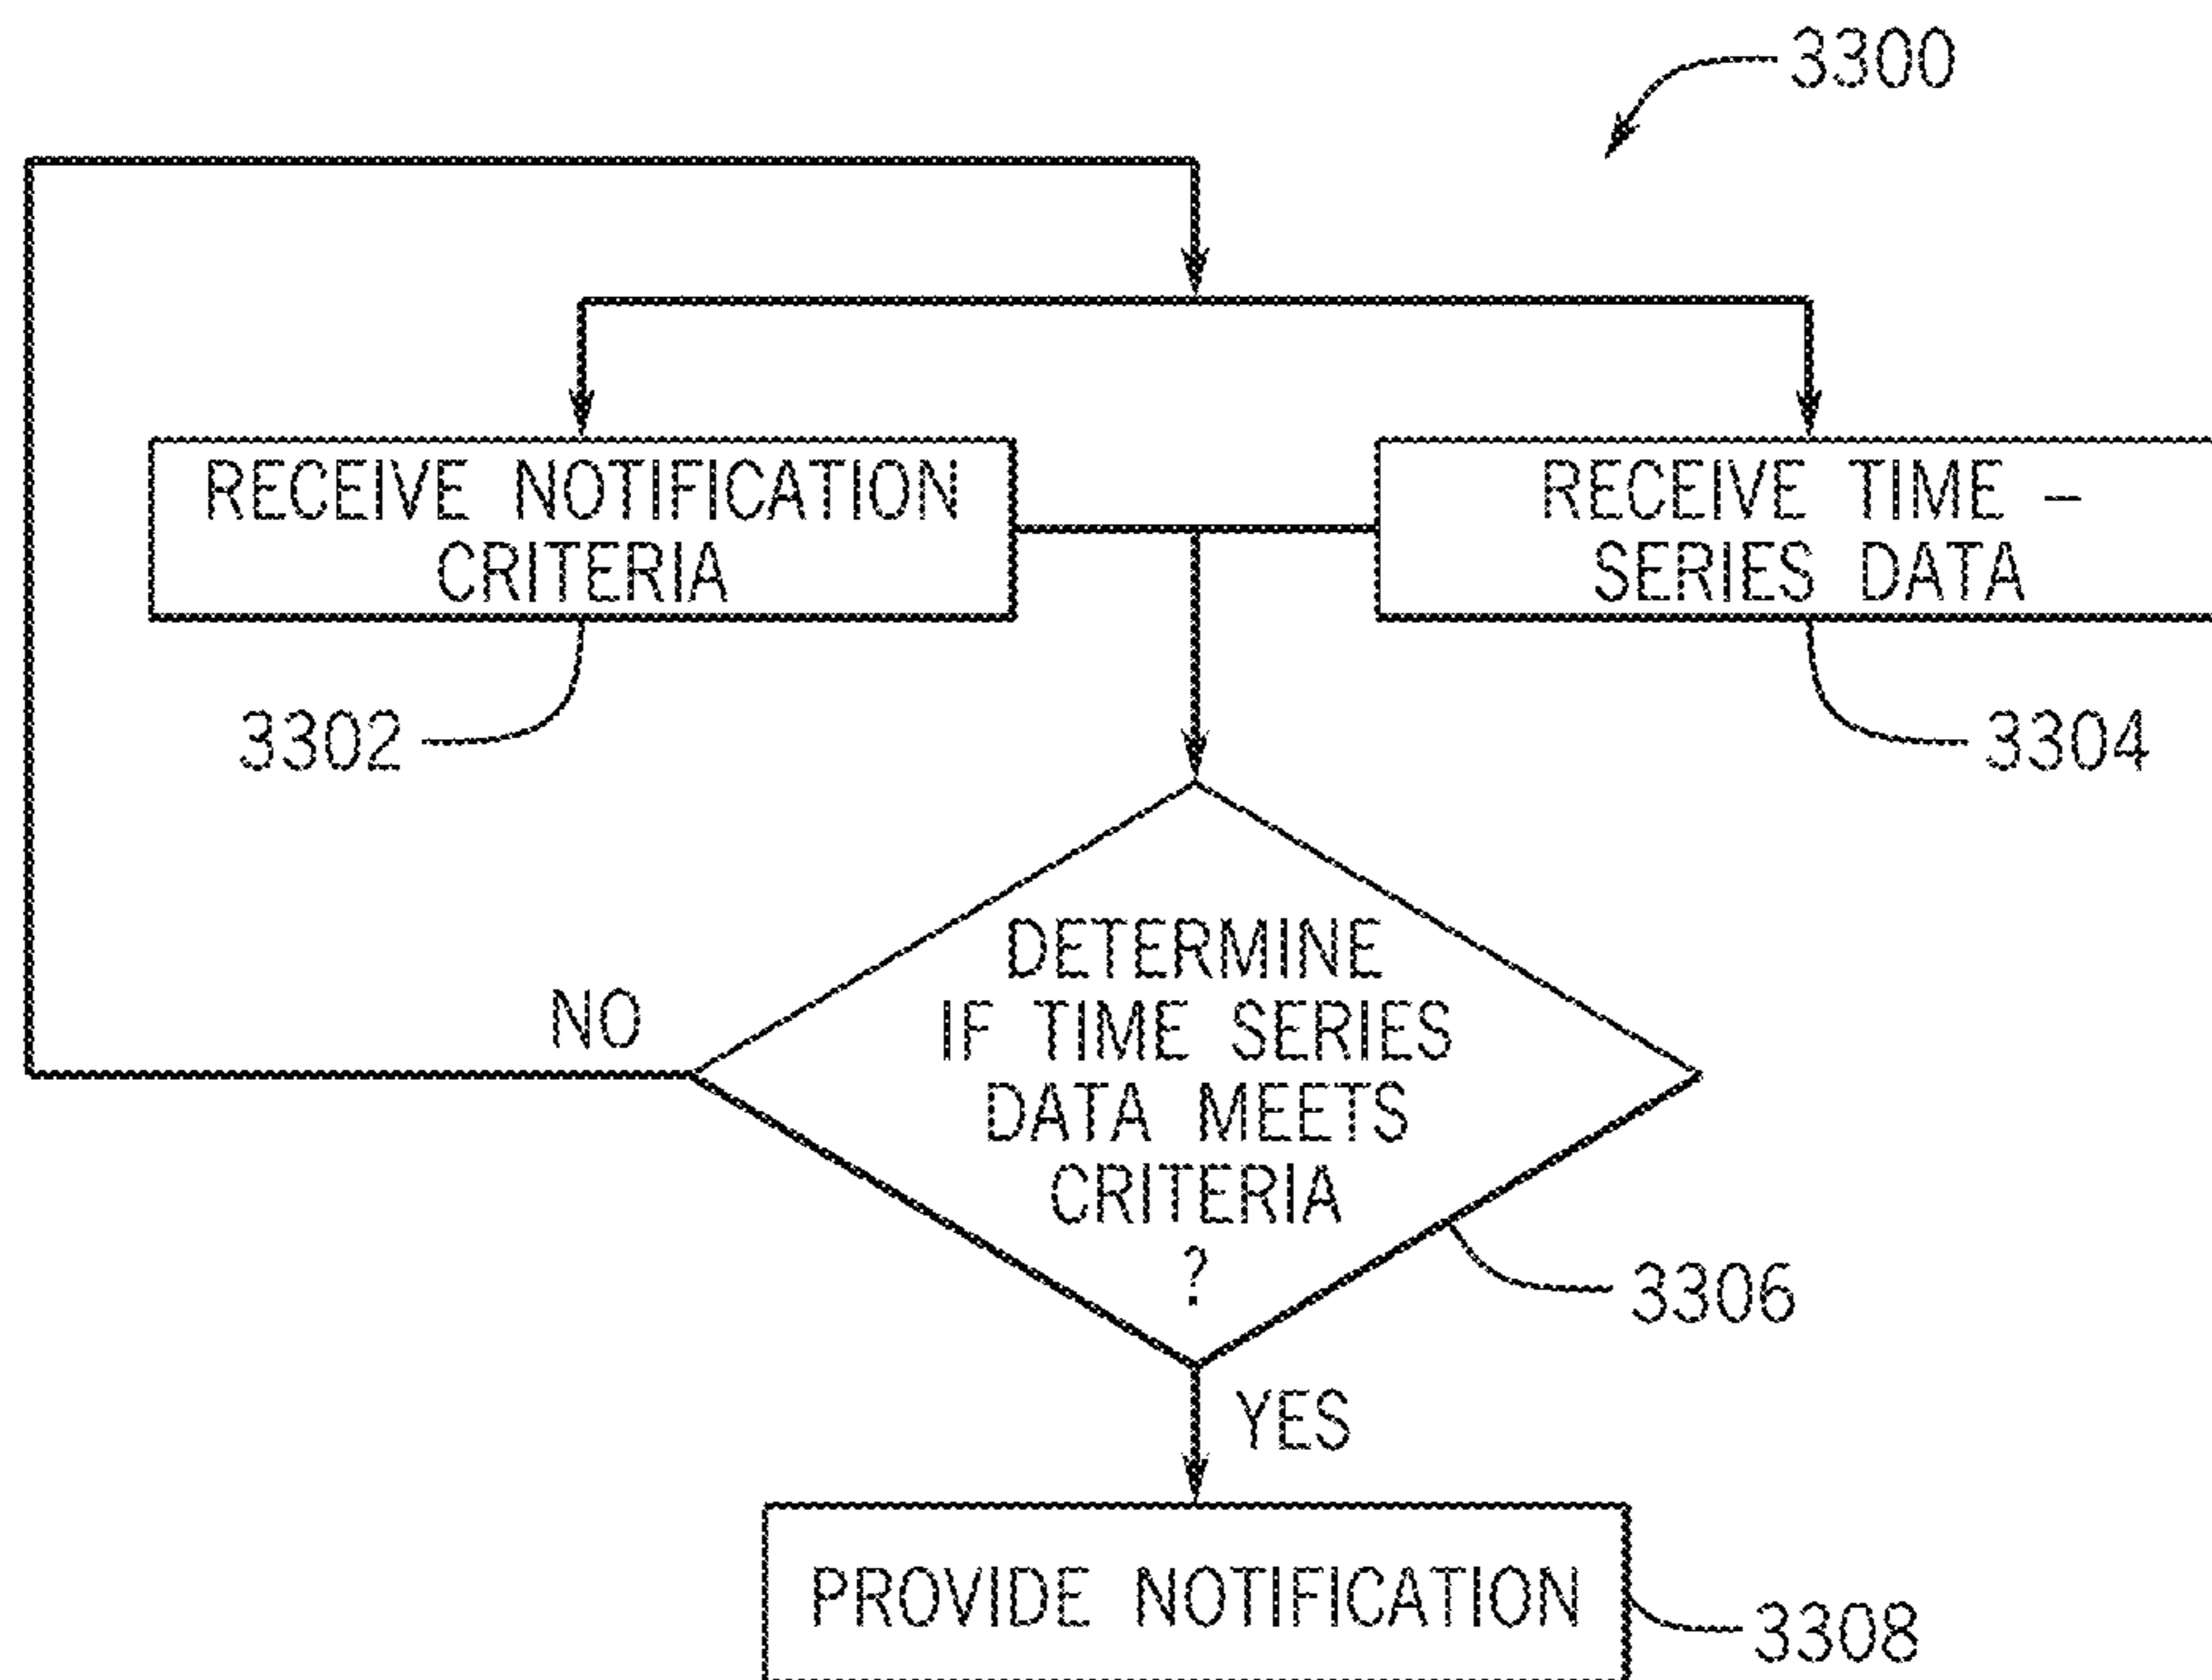 3300
RECEIVE NOTIFICATION
CRITERIA
RECEIVE TIME –
SERIES DATA
3302
3304
DETERMINE
IF TIME SERIES
DATA MEETS
CRITERIA
?
NO
3306
YES
PROVIDE NOTIFICATION
3308